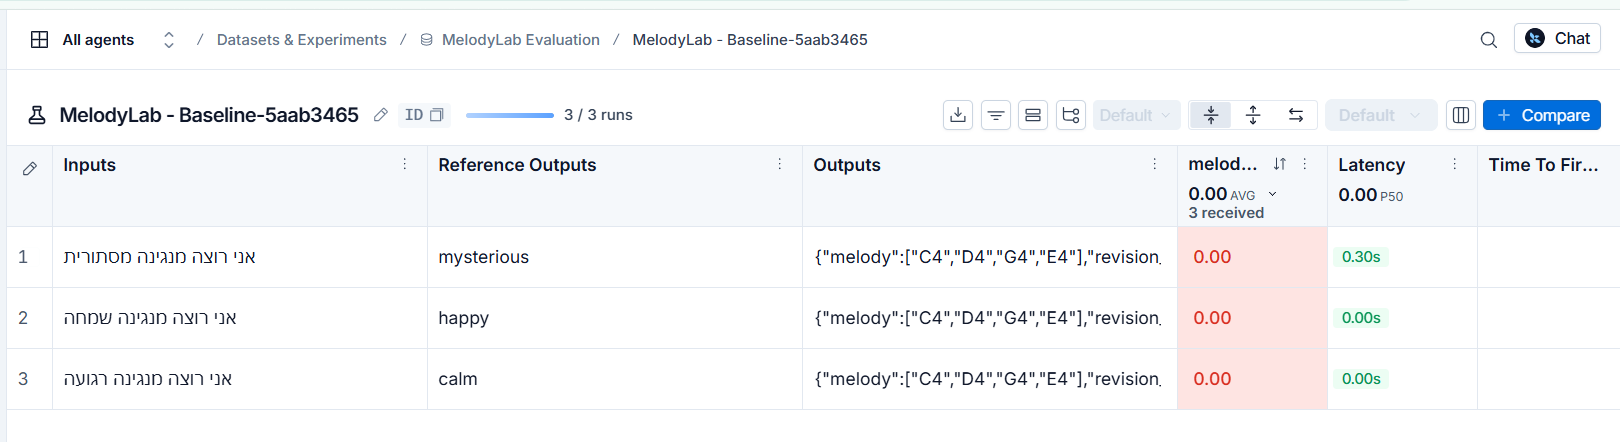 All agents / Datasets & Experiments / MelodyLab Evaluation / MelodyLab - Baseline-5aab3465 Chat
MelodyLab - Baseline-5aab3465 ID 3 / 3 runs Default Default + Compare
Inputs Reference Outputs Outputs melod... Latency Time To Fir...
0.00 AVG 0.00 P50
3 received
1 אני רוצה מנגינה מסתורית mysterious {"melody":["C4","D4","G4","E4"],"revision_ 0.00 0.30s
2 אני רוצה מנגינה שמחה happy {"melody":["C4","D4","G4","E4"],"revision_ 0.00 0.00s
3 אני רוצה מנגינה רגועה calm {"melody":["C4","D4","G4","E4"],"revision_ 0.00 0.00s